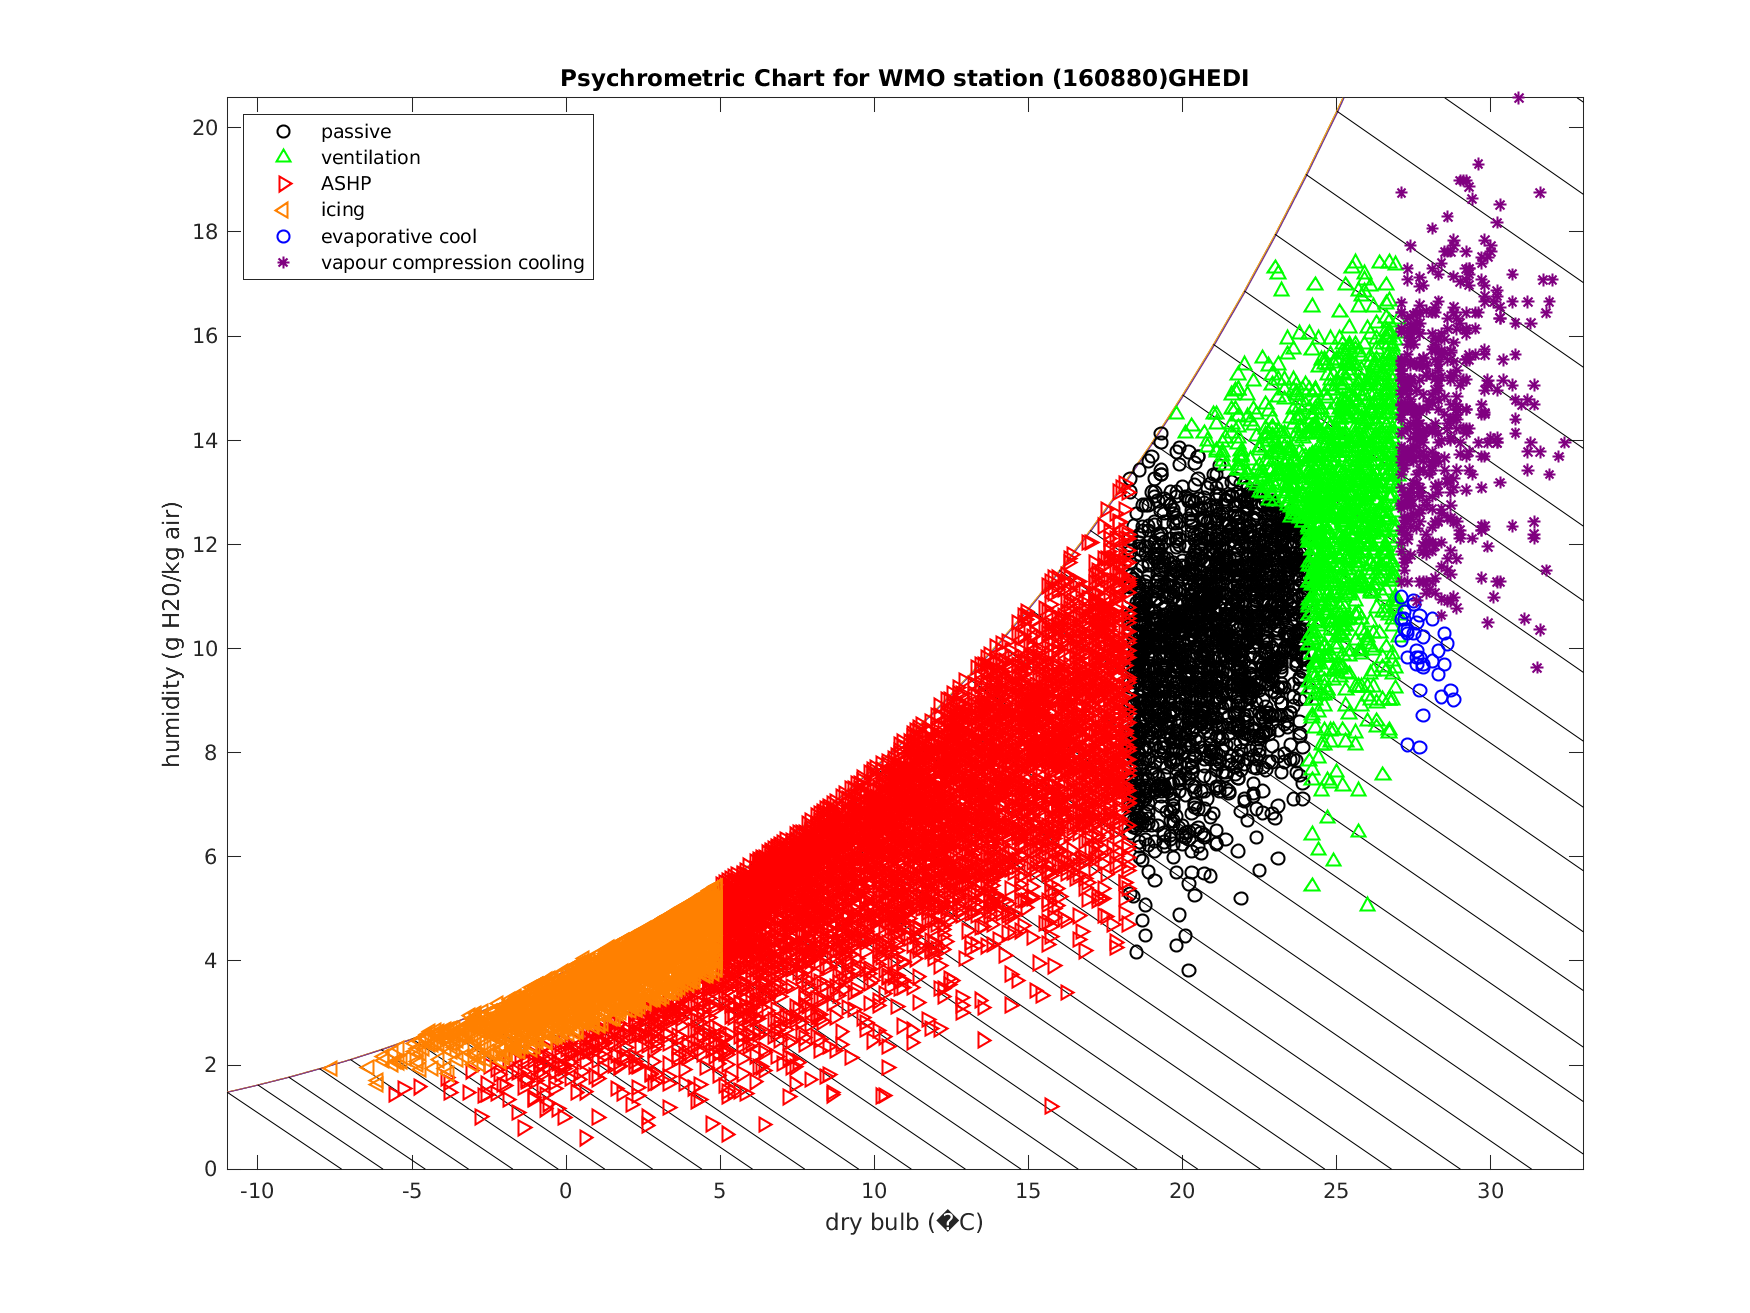 Psychrometric Chart for WMO station (160880)GHEDI
passive
ventilation
ASHP
icing
evaporative cool
vapour compression cooling
humidity (g H20/kg air)
20
18
16
14
12
10
8
6
4
2
0
-10
-5
0
5
10
15
20
25
30
dry bulb (�C)